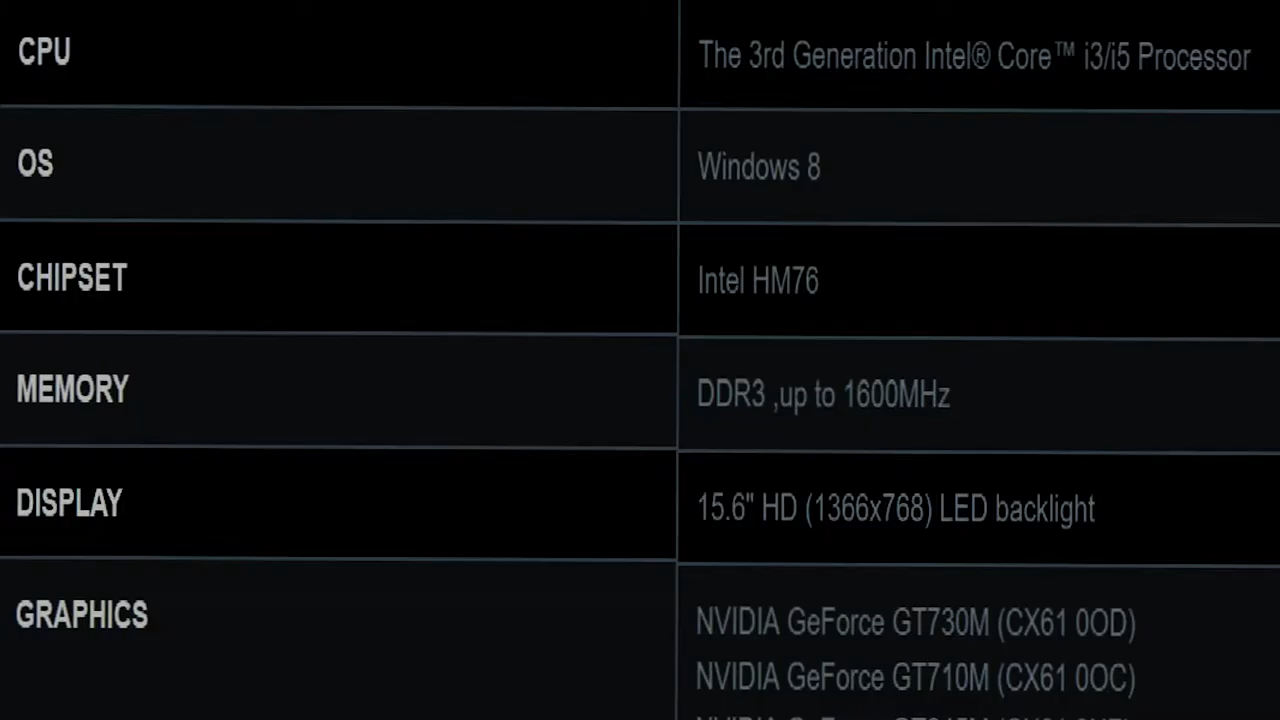 CPU
The 3rd Generation Intel® Core™ i3/i5 Processor
OS
Windows 8
CHIPSET
Intel HM76
MEMORY
DDR3 ,up to 1600MHz
DISPLAY
15.6" HD (1366x768) LED backlight
GRAPHICS
NVIDIA GeForce GT730M (CX61 0OD)
NVIDIA GeForce GT710M (CX61 0OC)
NVIDIA GeForce